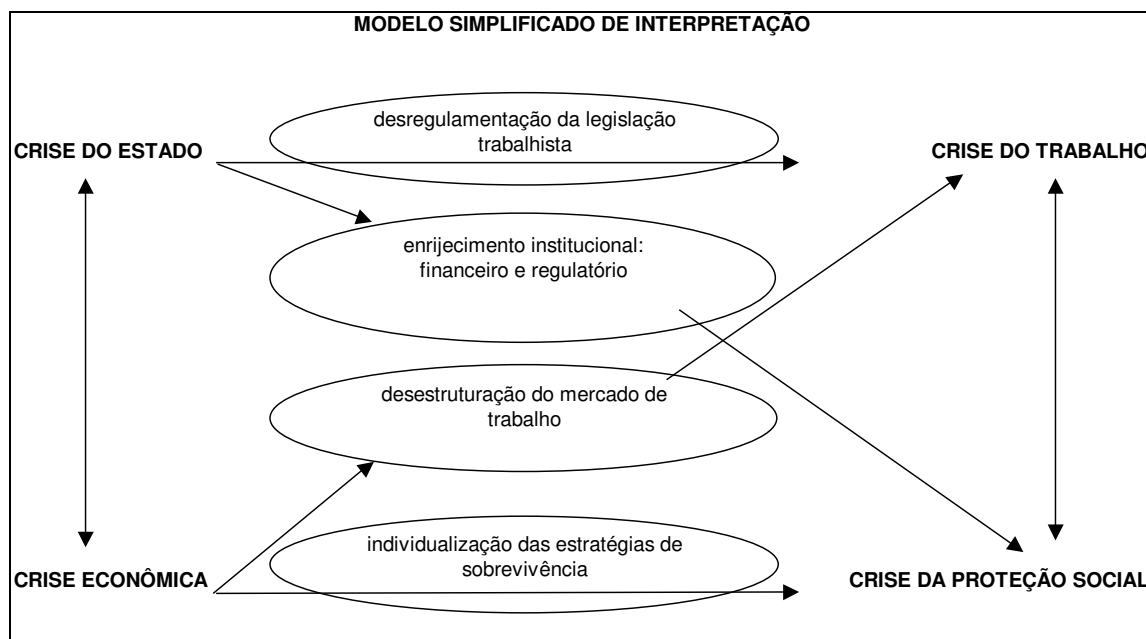 MODELO SIMPLIFICADO DE INTERPRETAÇÃO
desregulamentação da legislação
trabalhista
CRISE DO ESTADO
CRISE DO TRABALHO
enrijecimento institucional:
financeiro e regulatório
desestruturação do mercado de
trabalho
individualização das estratégias de
sobrevivência
CRISE ECONÔMICA
CRISE DA PROTEÇÃO SOCIAL